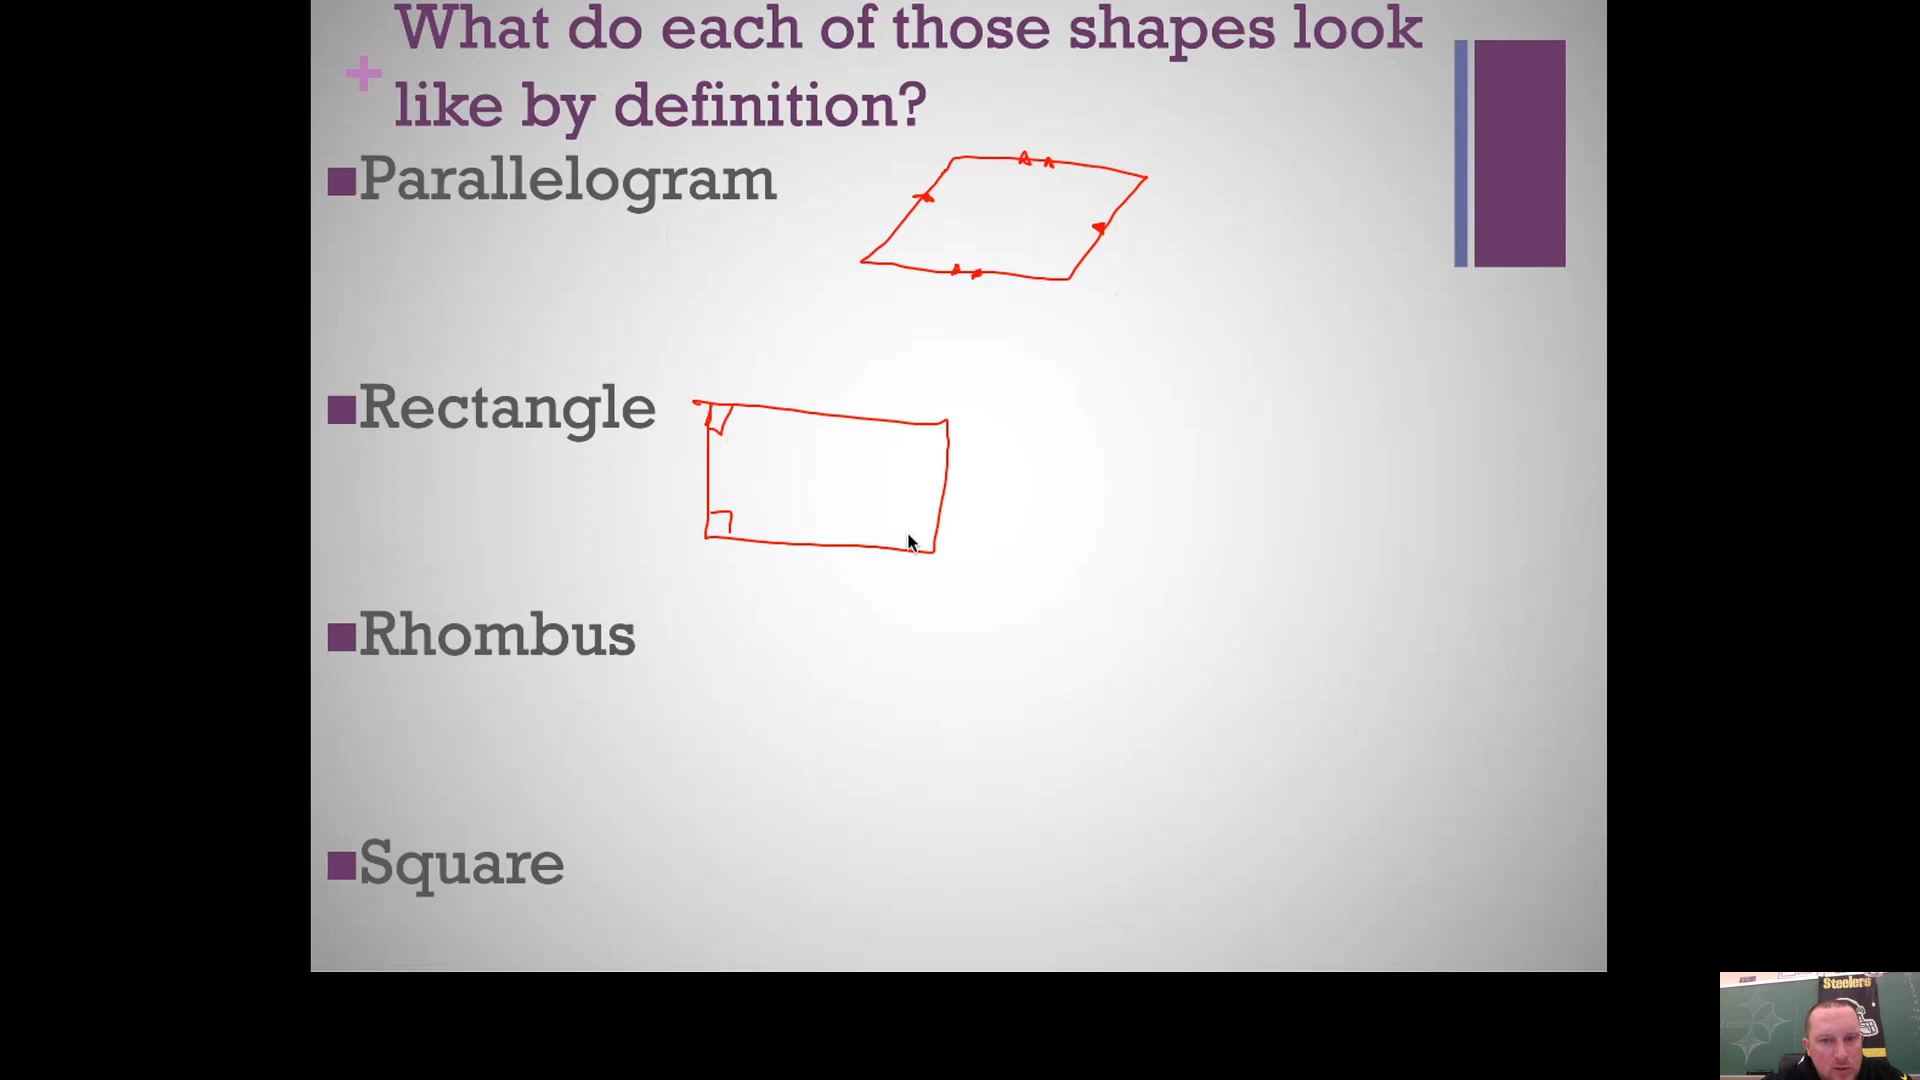 What do each of those shapes look
like by definition?
Parallelogram
Rectangle
Rhombus
Square
Steelers